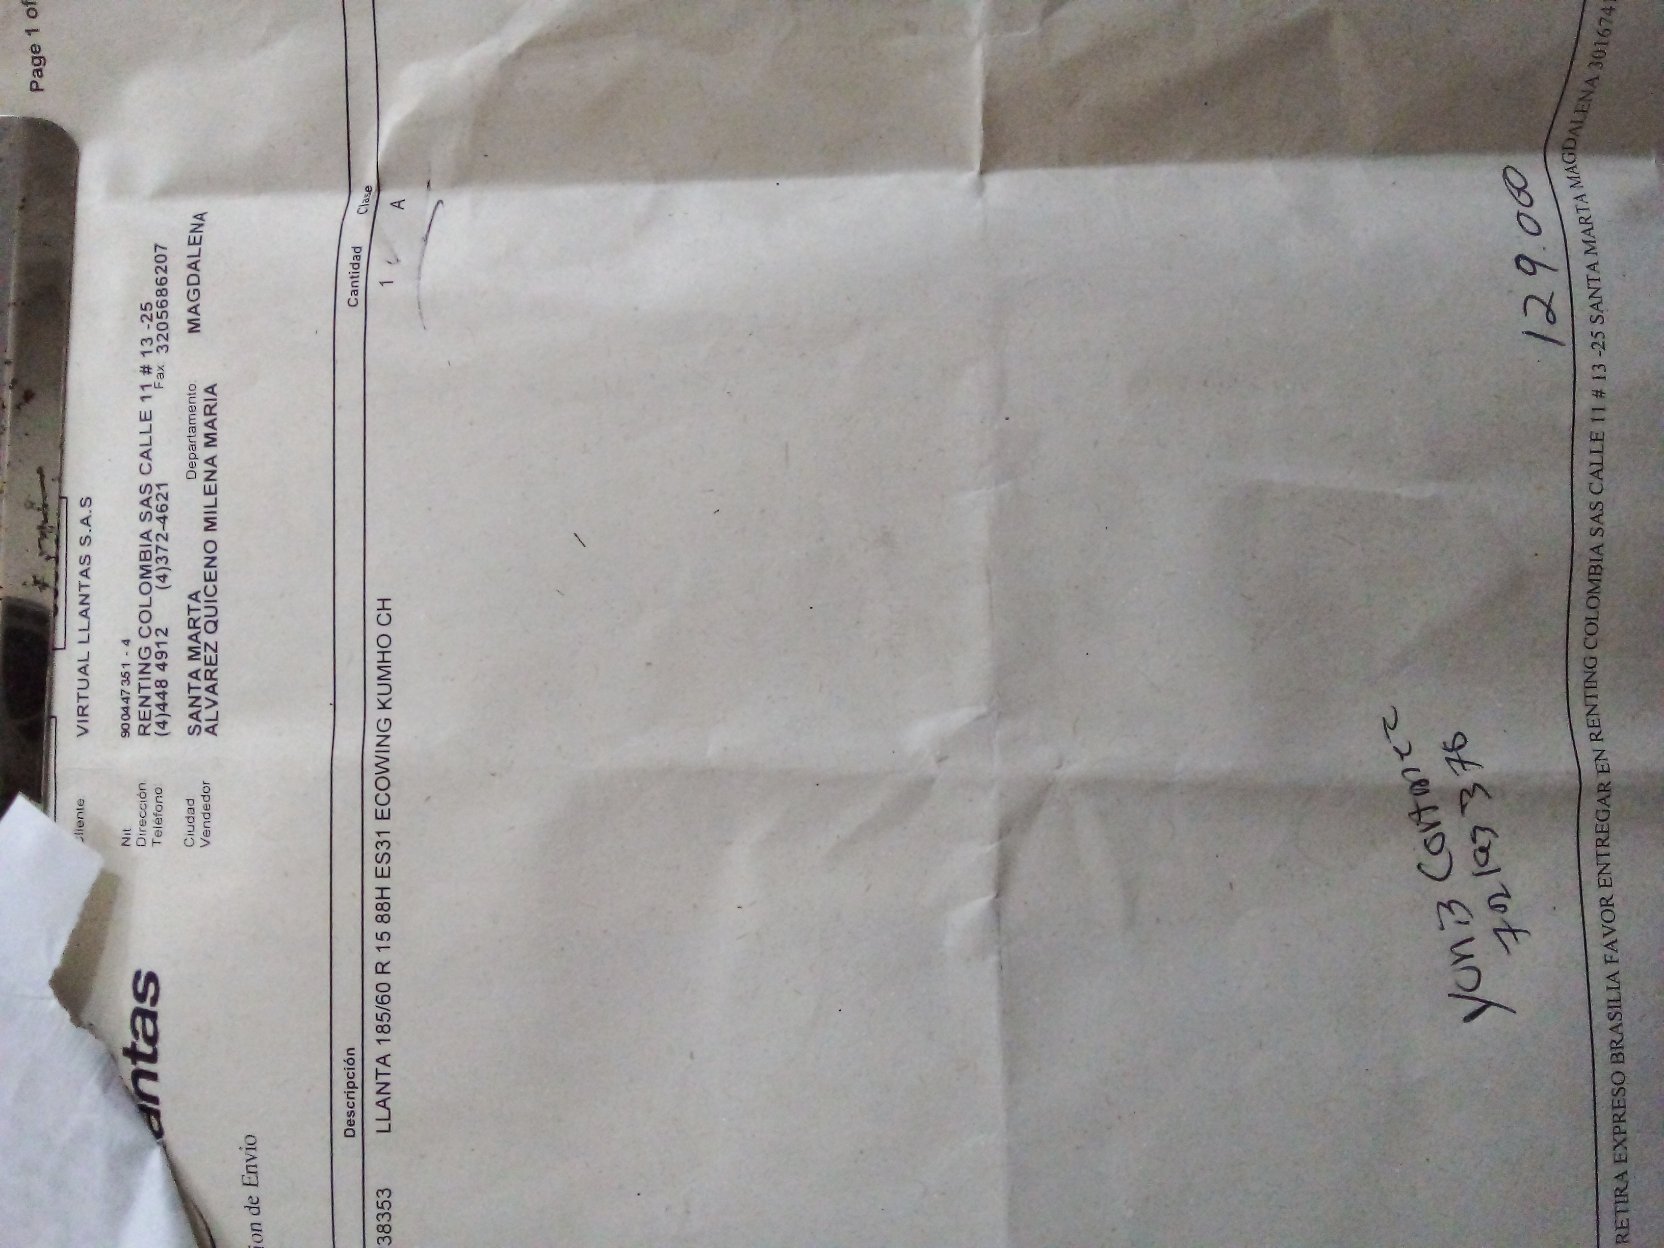 Page 1 of
VIRTUAL LLANTAS S.A.S
Nit 900447351 - 4
Dirección RENTING COLOMBIA SAS CALLE 11 # 13 -25
Teléfono (4)448 4912 (4)372-4621 Fax 3205686207
Ciudad SANTA MARTA Departamento MAGDALENA
Vendedor ALVAREZ QUICENO MILENA MARIA
antas
ion de Envio
Descripción Cantidad Clase
38353 LLANTA 185/60 R 15 88H ES31 ECOWING KUMHO CH 1 A
129.000
RETIRA EXPRESO BRASILIA FAVOR ENTREGAR EN RENTING COLOMBIA SAS CALLE 11 # 13 -25 SANTA MARTA MAGDALENA 301674